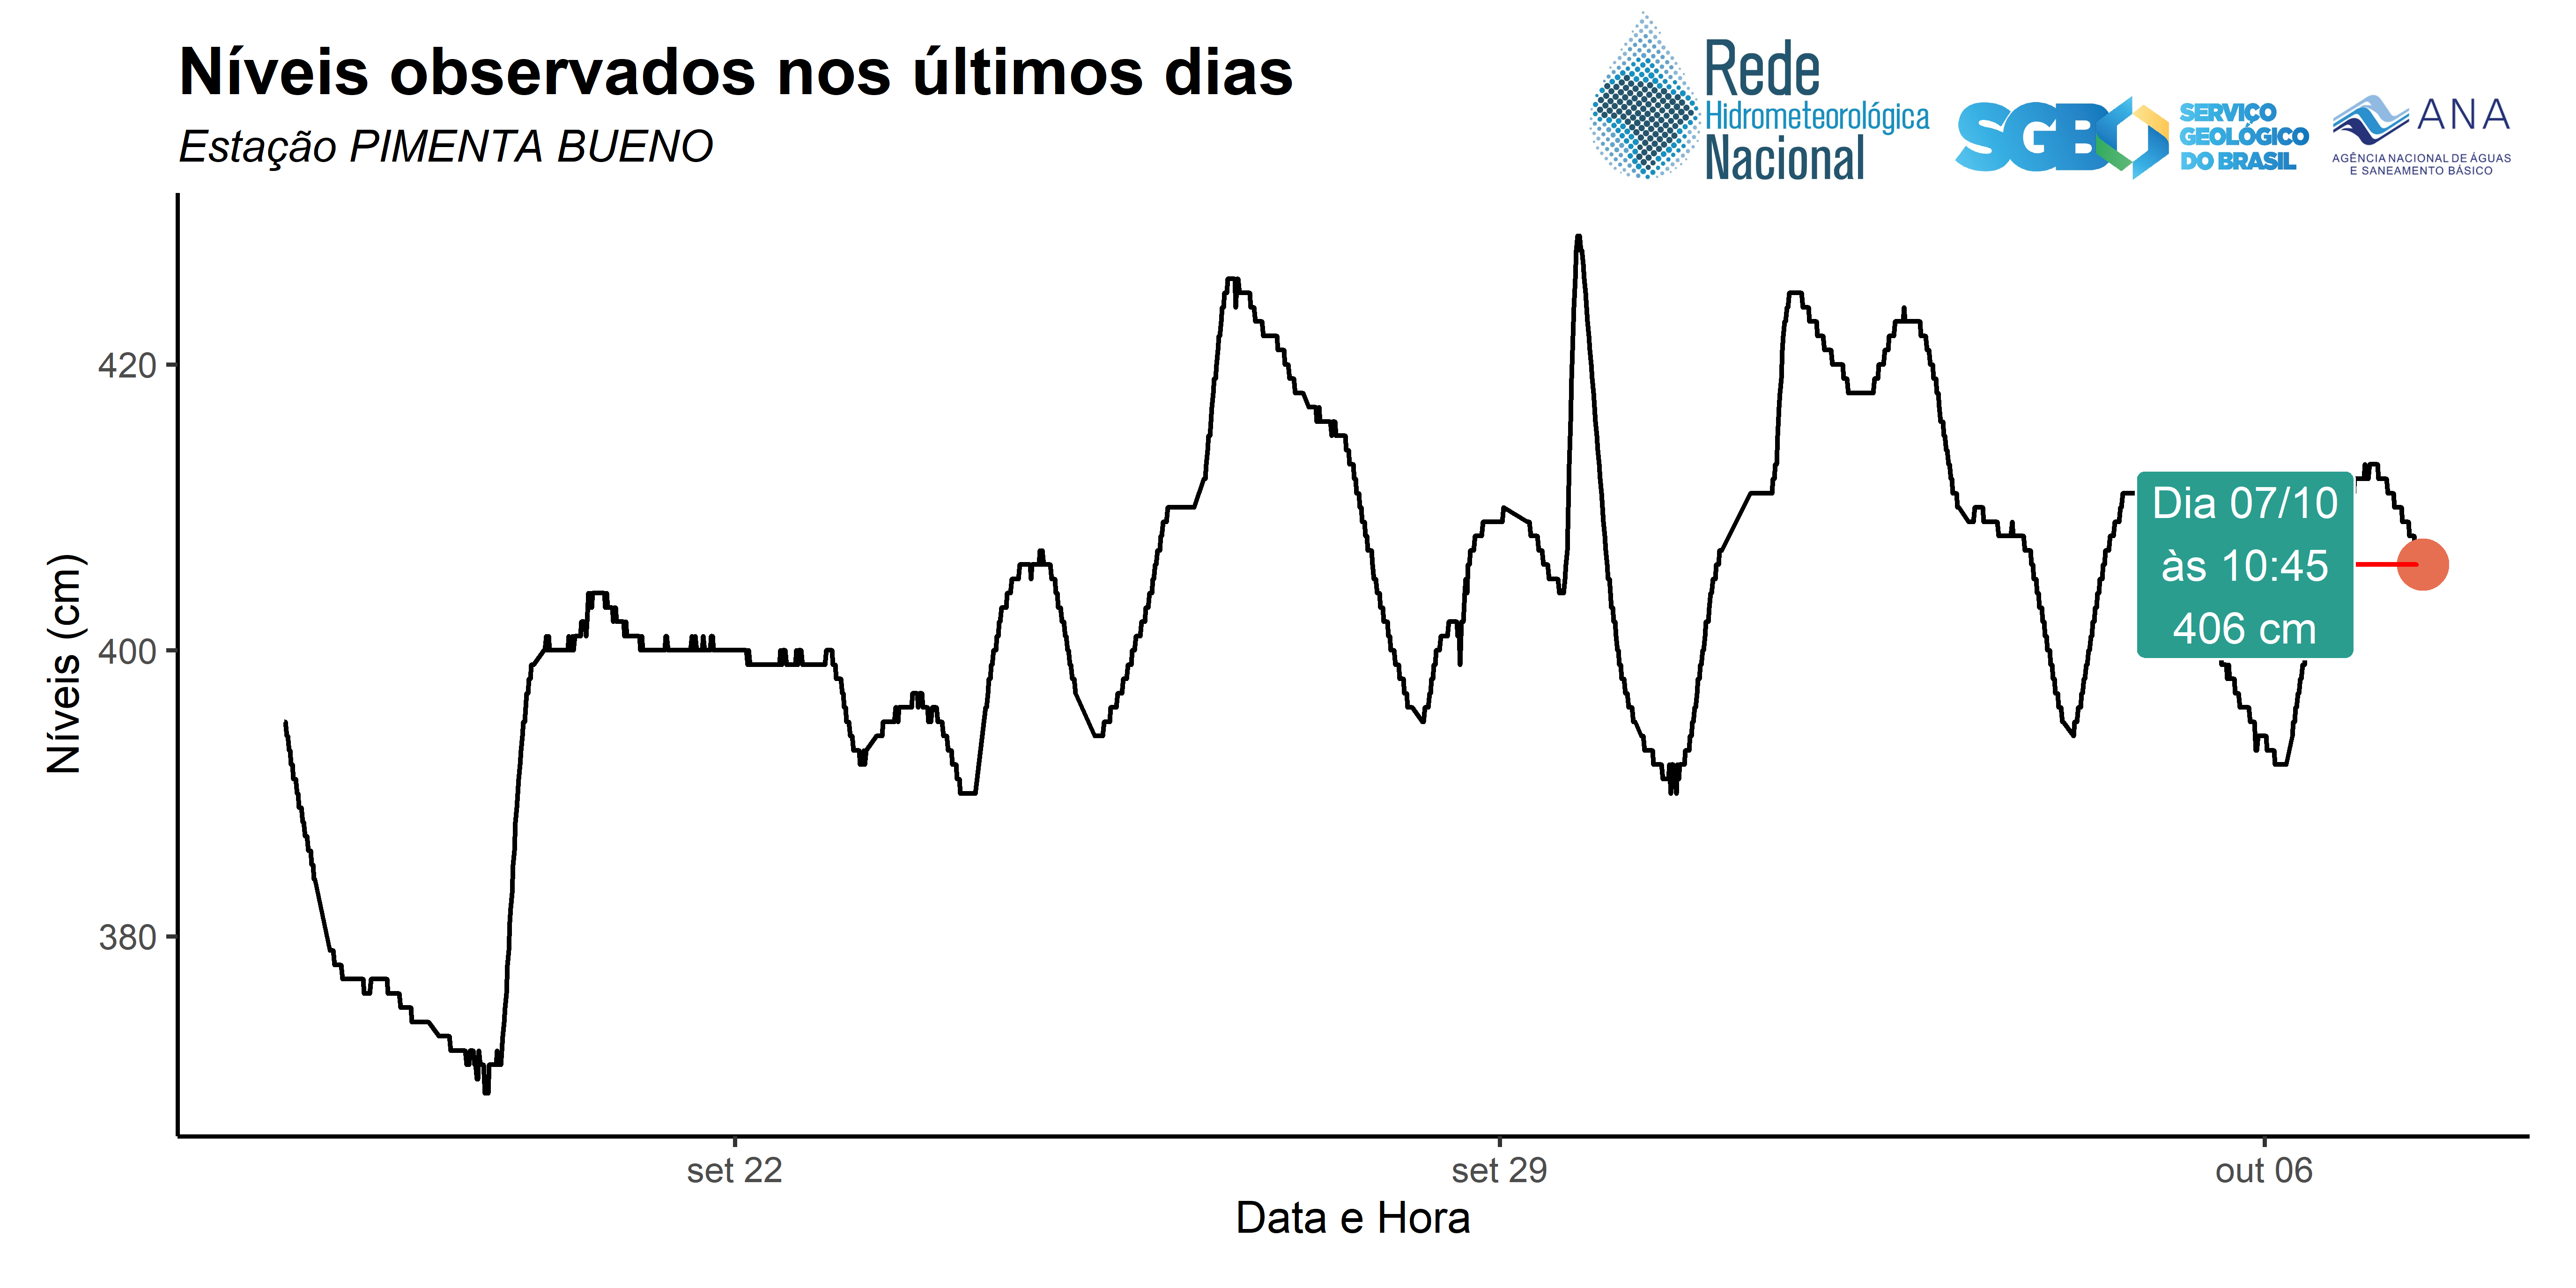 Níveis observados nos últimos dias
Estação PIMENTA BUENO
Rede
Hidrometeorológica
Nacional
SGB
SERVIÇO
GEOLÓGICO
DO BRASIL
ANA
AGÊNCIA NACIONAL DE ÁGUAS
E SANEAMENTO BÁSICO
Níveis (cm)
420
400
380
Dia 07/10
às 10:45
406 cm
set 22
set 29
out 06
Data e Hora